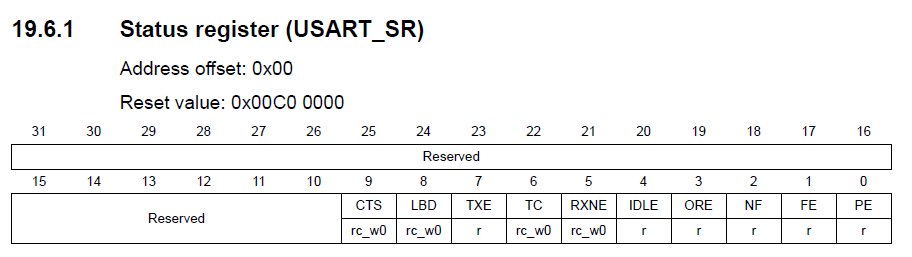 19.6.1 Status register (USART_SR)
Address offset: 0x00
Reset value: 0x00C0 0000
31 30 29 28 27 26 25 24 23 22 21 20 19 18 17 16
Reserved
15 14 13 12 11 10 9 8 7 6 5 4 3 2 1 0
Reserved CTS LBD TXE TC RXNE IDLE ORE NF FE PE
rc_w0 rc_w0 r rc_w0 rc_w0 r r r r r